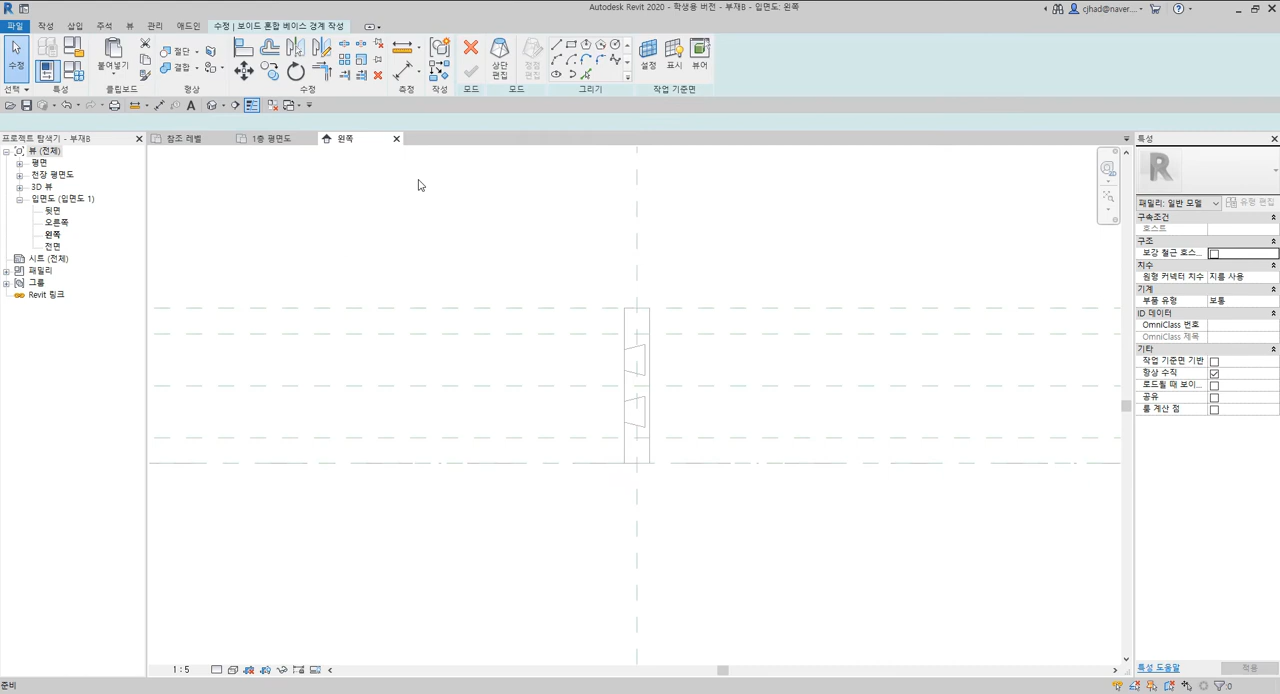 Autodesk Revit 2020 - 학생용 버전 - 부재B - 입면도: 왼쪽
cjhad@naver....
파일 작성 삽입 주석 뷰 관리 애드인 수정 | 보이드 혼합 베이스 경계 작성
수정 붙여넣기 절단 결합 상단 편집 정점 편집 설정 표시 뷰어
선택 특성 클립보드 형상 수정 측정 작성 모드 모드 그리기 작업 기준면
프로젝트 탐색기 - 부재B
참조 레벨 1층 평면도 왼쪽
특성
뷰 (전체)
평면
천장 평면도
3D 뷰
입면도 (입면도 1)
뒷면
오른쪽
왼쪽
전면
시트 (전체)
패밀리
그룹
Revit 링크
2D
패밀리: 일반 모델 유형 편집
구속조건
호스트
구조
보강 철근 호스...
치수
원형 커넥터 치수 지름 사용
기계
부품 유형 보통
ID 데이터
OmniClass 번호
OmniClass 제목
기타
작업 기준면 기반
항상 수직
로드될 때 보이...
공유
룸 계산 점
1 : 5
특성 도움말 적용
준비
:0